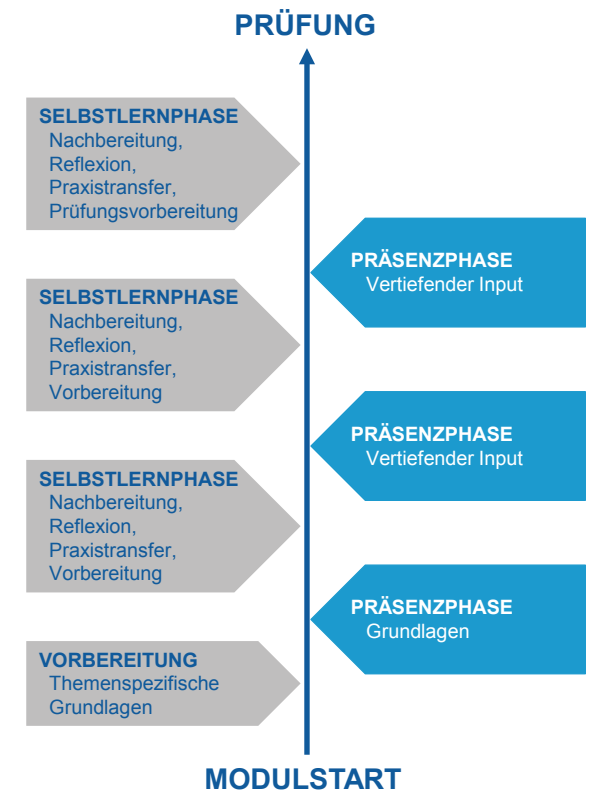 PRÜFUNG
SELBSTLERNPHASE
Nachbereitung,
Reflexion,
Praxistransfer,
Prüfungsvorbereitung
PRÄSENZPHASE
Vertiefender Input
SELBSTLERNPHASE
Nachbereitung,
Reflexion,
Praxistransfer,
Vorbereitung
PRÄSENZPHASE
Vertiefender Input
SELBSTLERNPHASE
Nachbereitung,
Reflexion,
Praxistransfer,
Vorbereitung
PRÄSENZPHASE
Grundlagen
VORBEREITUNG
Themenspezifische
Grundlagen
MODULSTART